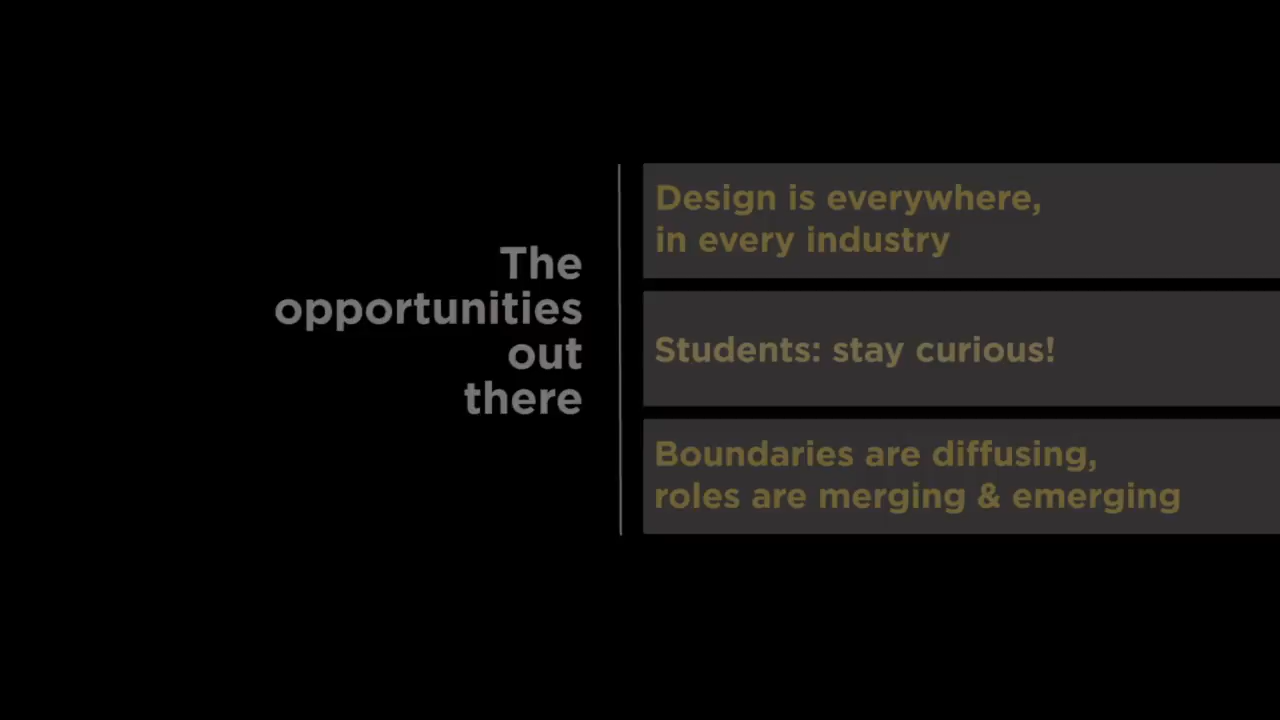 The
opportunities
out
there
Design is everywhere,
in every industry
Students: stay curious!
Boundaries are diffusing,
roles are merging & emerging